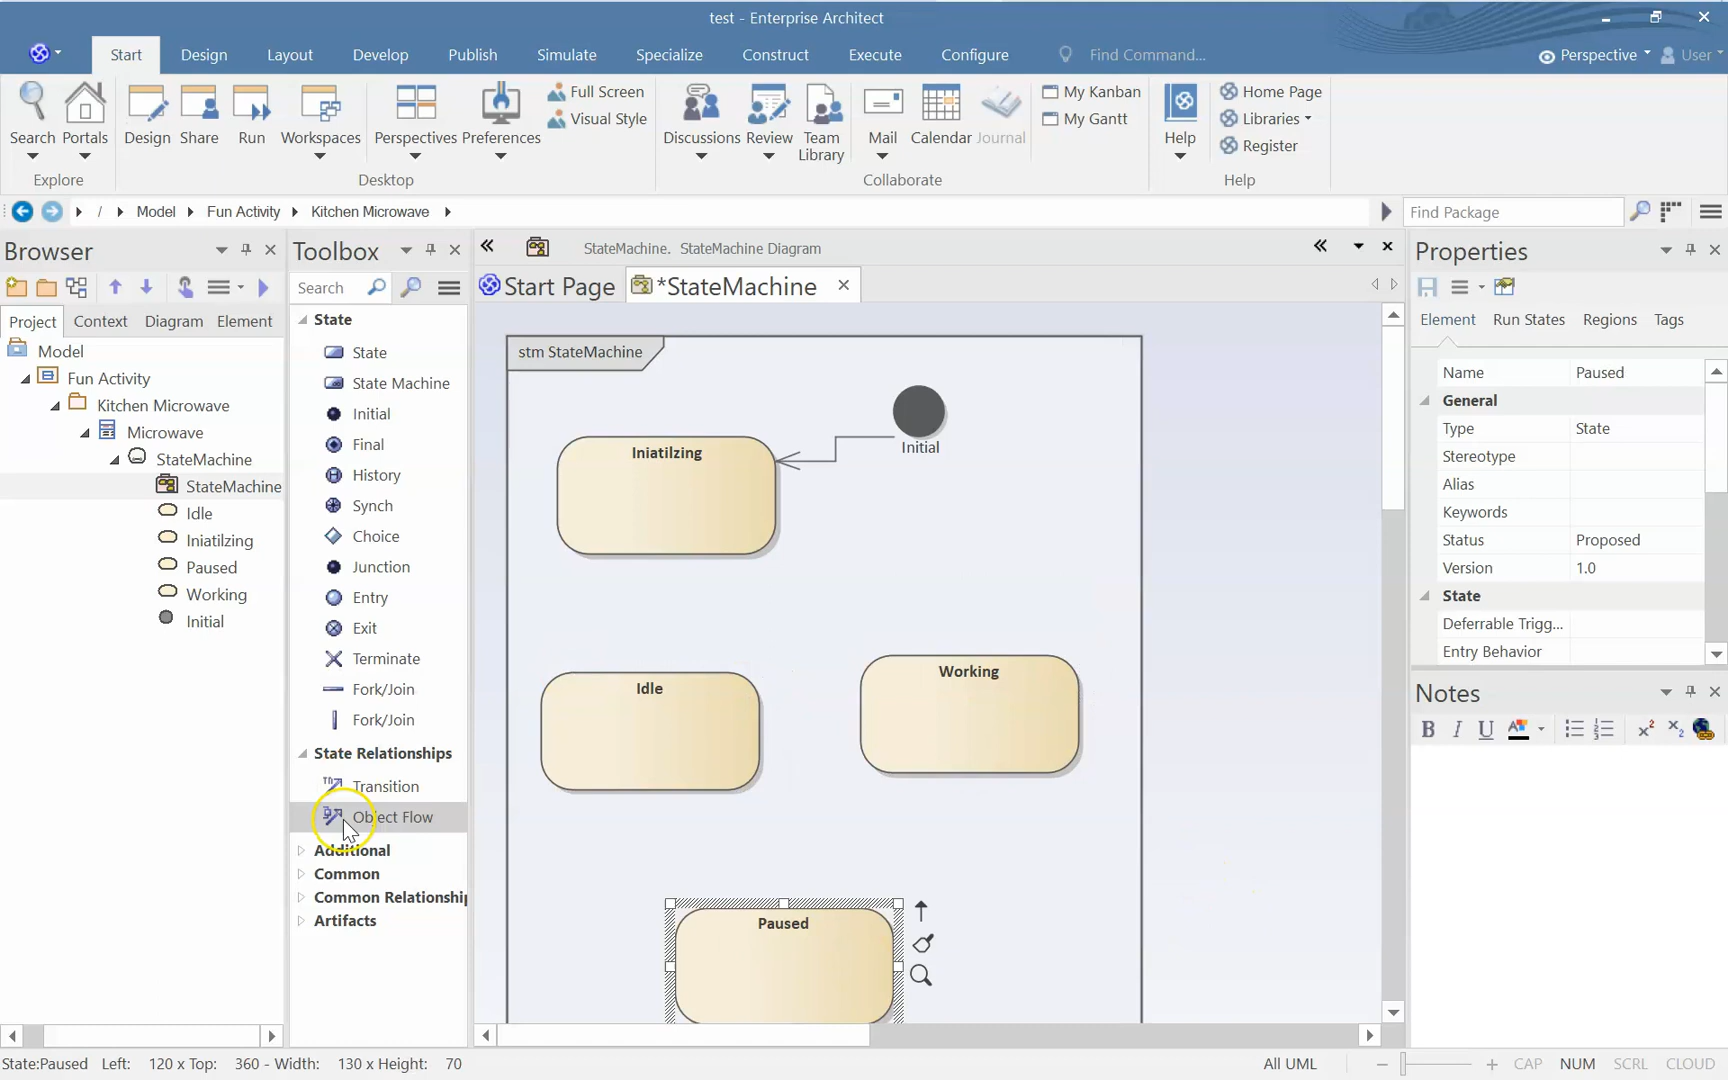 test - Enterprise Architect
Start Design Layout Develop Publish Simulate Specialize Construct Execute Configure Find Command... Perspective User
Search Portals Design Share Run Workspaces Perspectives Preferences Full Screen Visual Style Discussions Review Team Library Mail Calendar Journal My Kanban My Gantt Help Home Page Libraries Register
Explore Desktop Collaborate Help
/ Model Fun Activity Kitchen Microwave Find Package
Browser
Project Context Diagram Element
Model
Fun Activity
Kitchen Microwave
Microwave
StateMachine
StateMachine
Idle
Iniatilzing
Paused
Working
Initial
Toolbox
Search
State
State
State Machine
Initial
Final
History
Synch
Choice
Junction
Entry
Exit
Terminate
Fork/Join
Fork/Join
State Relationships
Transition
Object Flow
Additional
Common
Common Relationship
Artifacts
StateMachine. StateMachine Diagram
Start Page *StateMachine
stm StateMachine
Initial
Iniatilzing
Idle
Working
Paused
Properties
Element Run States Regions Tags
Name Paused
General
Type State
Stereotype
Alias
Keywords
Status Proposed
Version 1.0
State
Deferrable Trigg...
Entry Behavior
Notes
B I U A x² x₂
State:Paused Left: 120 x Top: 360 - Width: 130 x Height: 70 All UML CAP NUM SCRL CLOUD